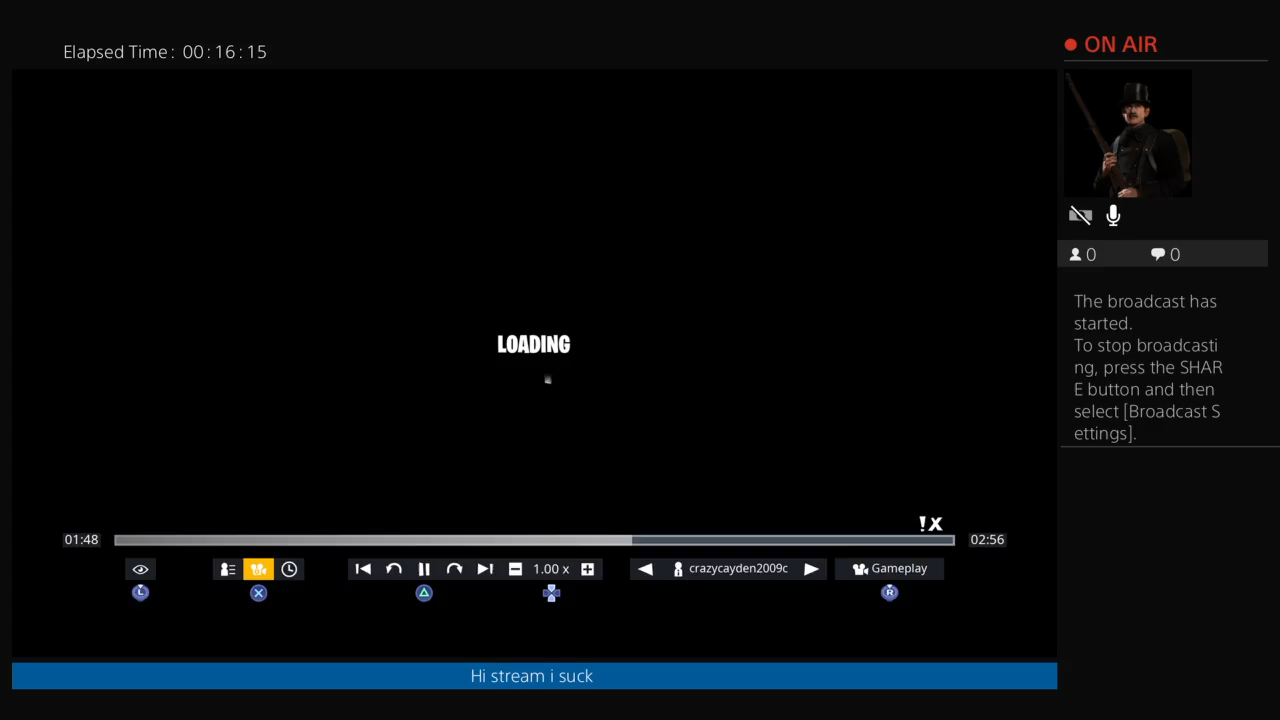 Elapsed Time: 00:16:15
ON AIR
0 0
The broadcast has
started.
To stop broadcasti
ng, press the SHAR
E button and then
select [Broadcast S
ettings].
LOADING
!X
01:48 02:56
1.00 x crazycayden2009c Gameplay
L R
Hi stream i suck